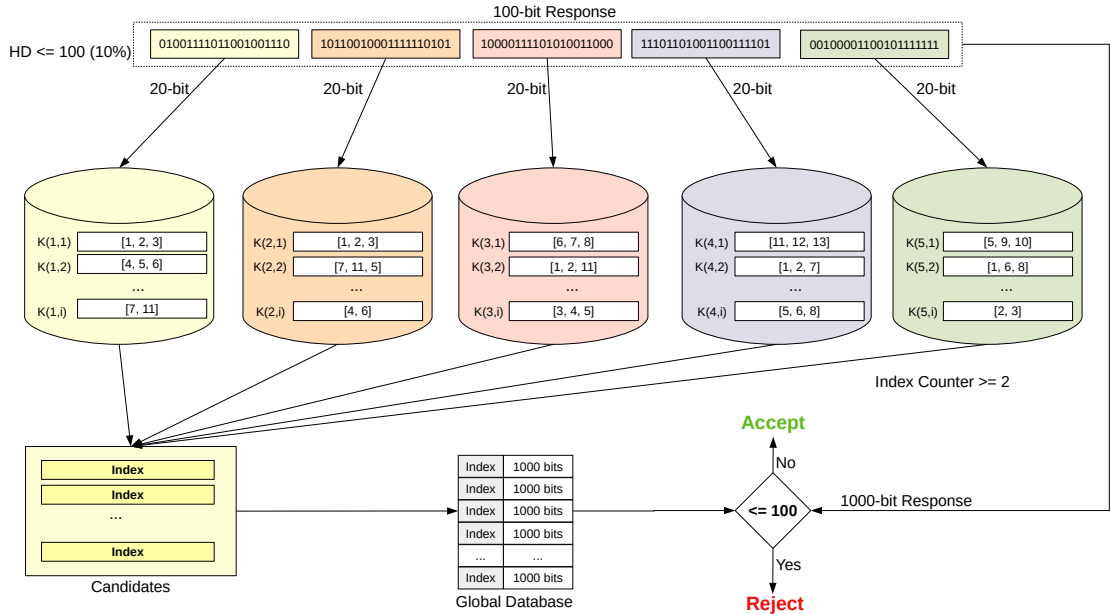 100-bit Response
HD <= 100 (10%)
01001111011001001110
10110010001111110101
10000111101010011000
11101101001100111101
00100001100101111111
20-bit
20-bit
20-bit
20-bit
20-bit
K(1,1) [1, 2, 3]
K(1,2) [4, 5, 6]
...
K(1,i) [7, 11]
K(2,1) [1, 2, 3]
K(2,2) [7, 11, 5]
...
K(2,i) [4, 6]
K(3,1) [6, 7, 8]
K(3,2) [1, 2, 11]
...
K(3,i) [3, 4, 5]
K(4,1) [11, 12, 13]
K(4,2) [1, 2, 7]
...
K(4,i) [5, 6, 8]
K(5,1) [5, 9, 10]
K(5,2) [1, 6, 8]
...
K(5,i) [2, 3]
Index Counter >= 2
Index
Index
...
Index
Candidates
Index 1000 bits
Index 1000 bits
Index 1000 bits
Index 1000 bits
... ...
Index 1000 bits
Global Database
Accept
No
<= 100
1000-bit Response
Yes
Reject